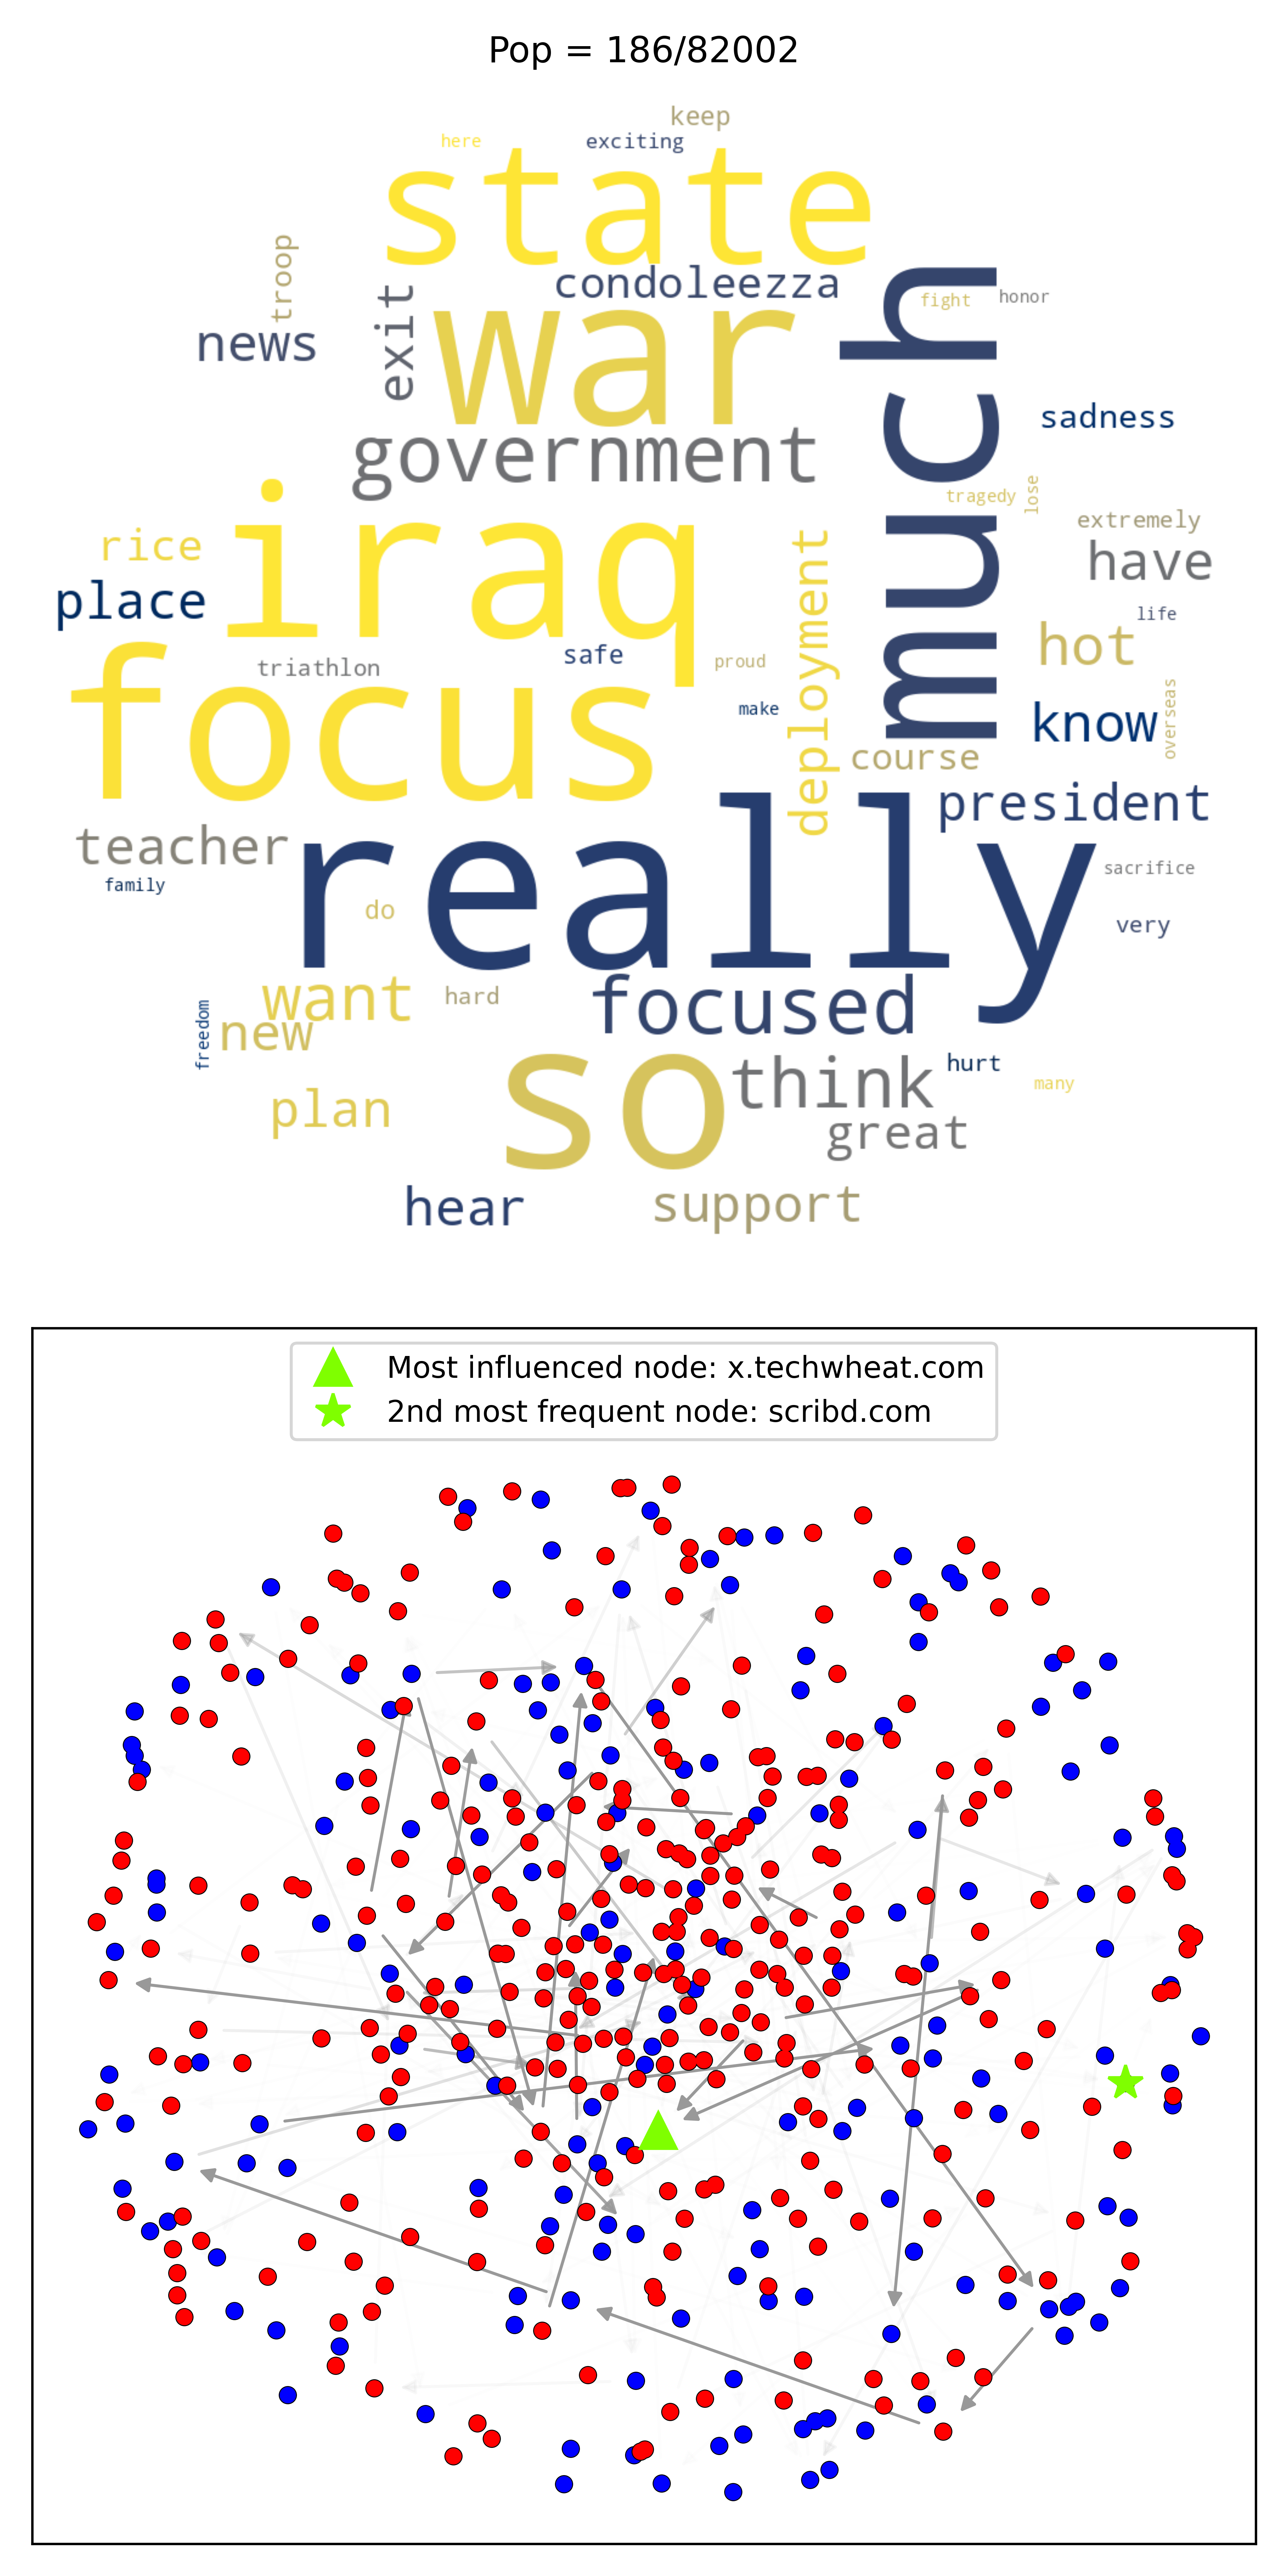 Pop = 186/82002
keep
here
exciting
state
troop
condoleezza
exit
much
fight
honor
news
war
sadness
government
iraq
tragedy
lose
extremely
rice
deployment
have
place
life
hot
focus
triathlon
safe
proud
make
know
overseas
course
president
teacher
really
sacrifice
family
do
very
want
hard
focused
new
freedom
so
think
hurt
many
plan
great
hear
support
Most influenced node: x.techwheat.com
2nd most frequent node: scribd.com